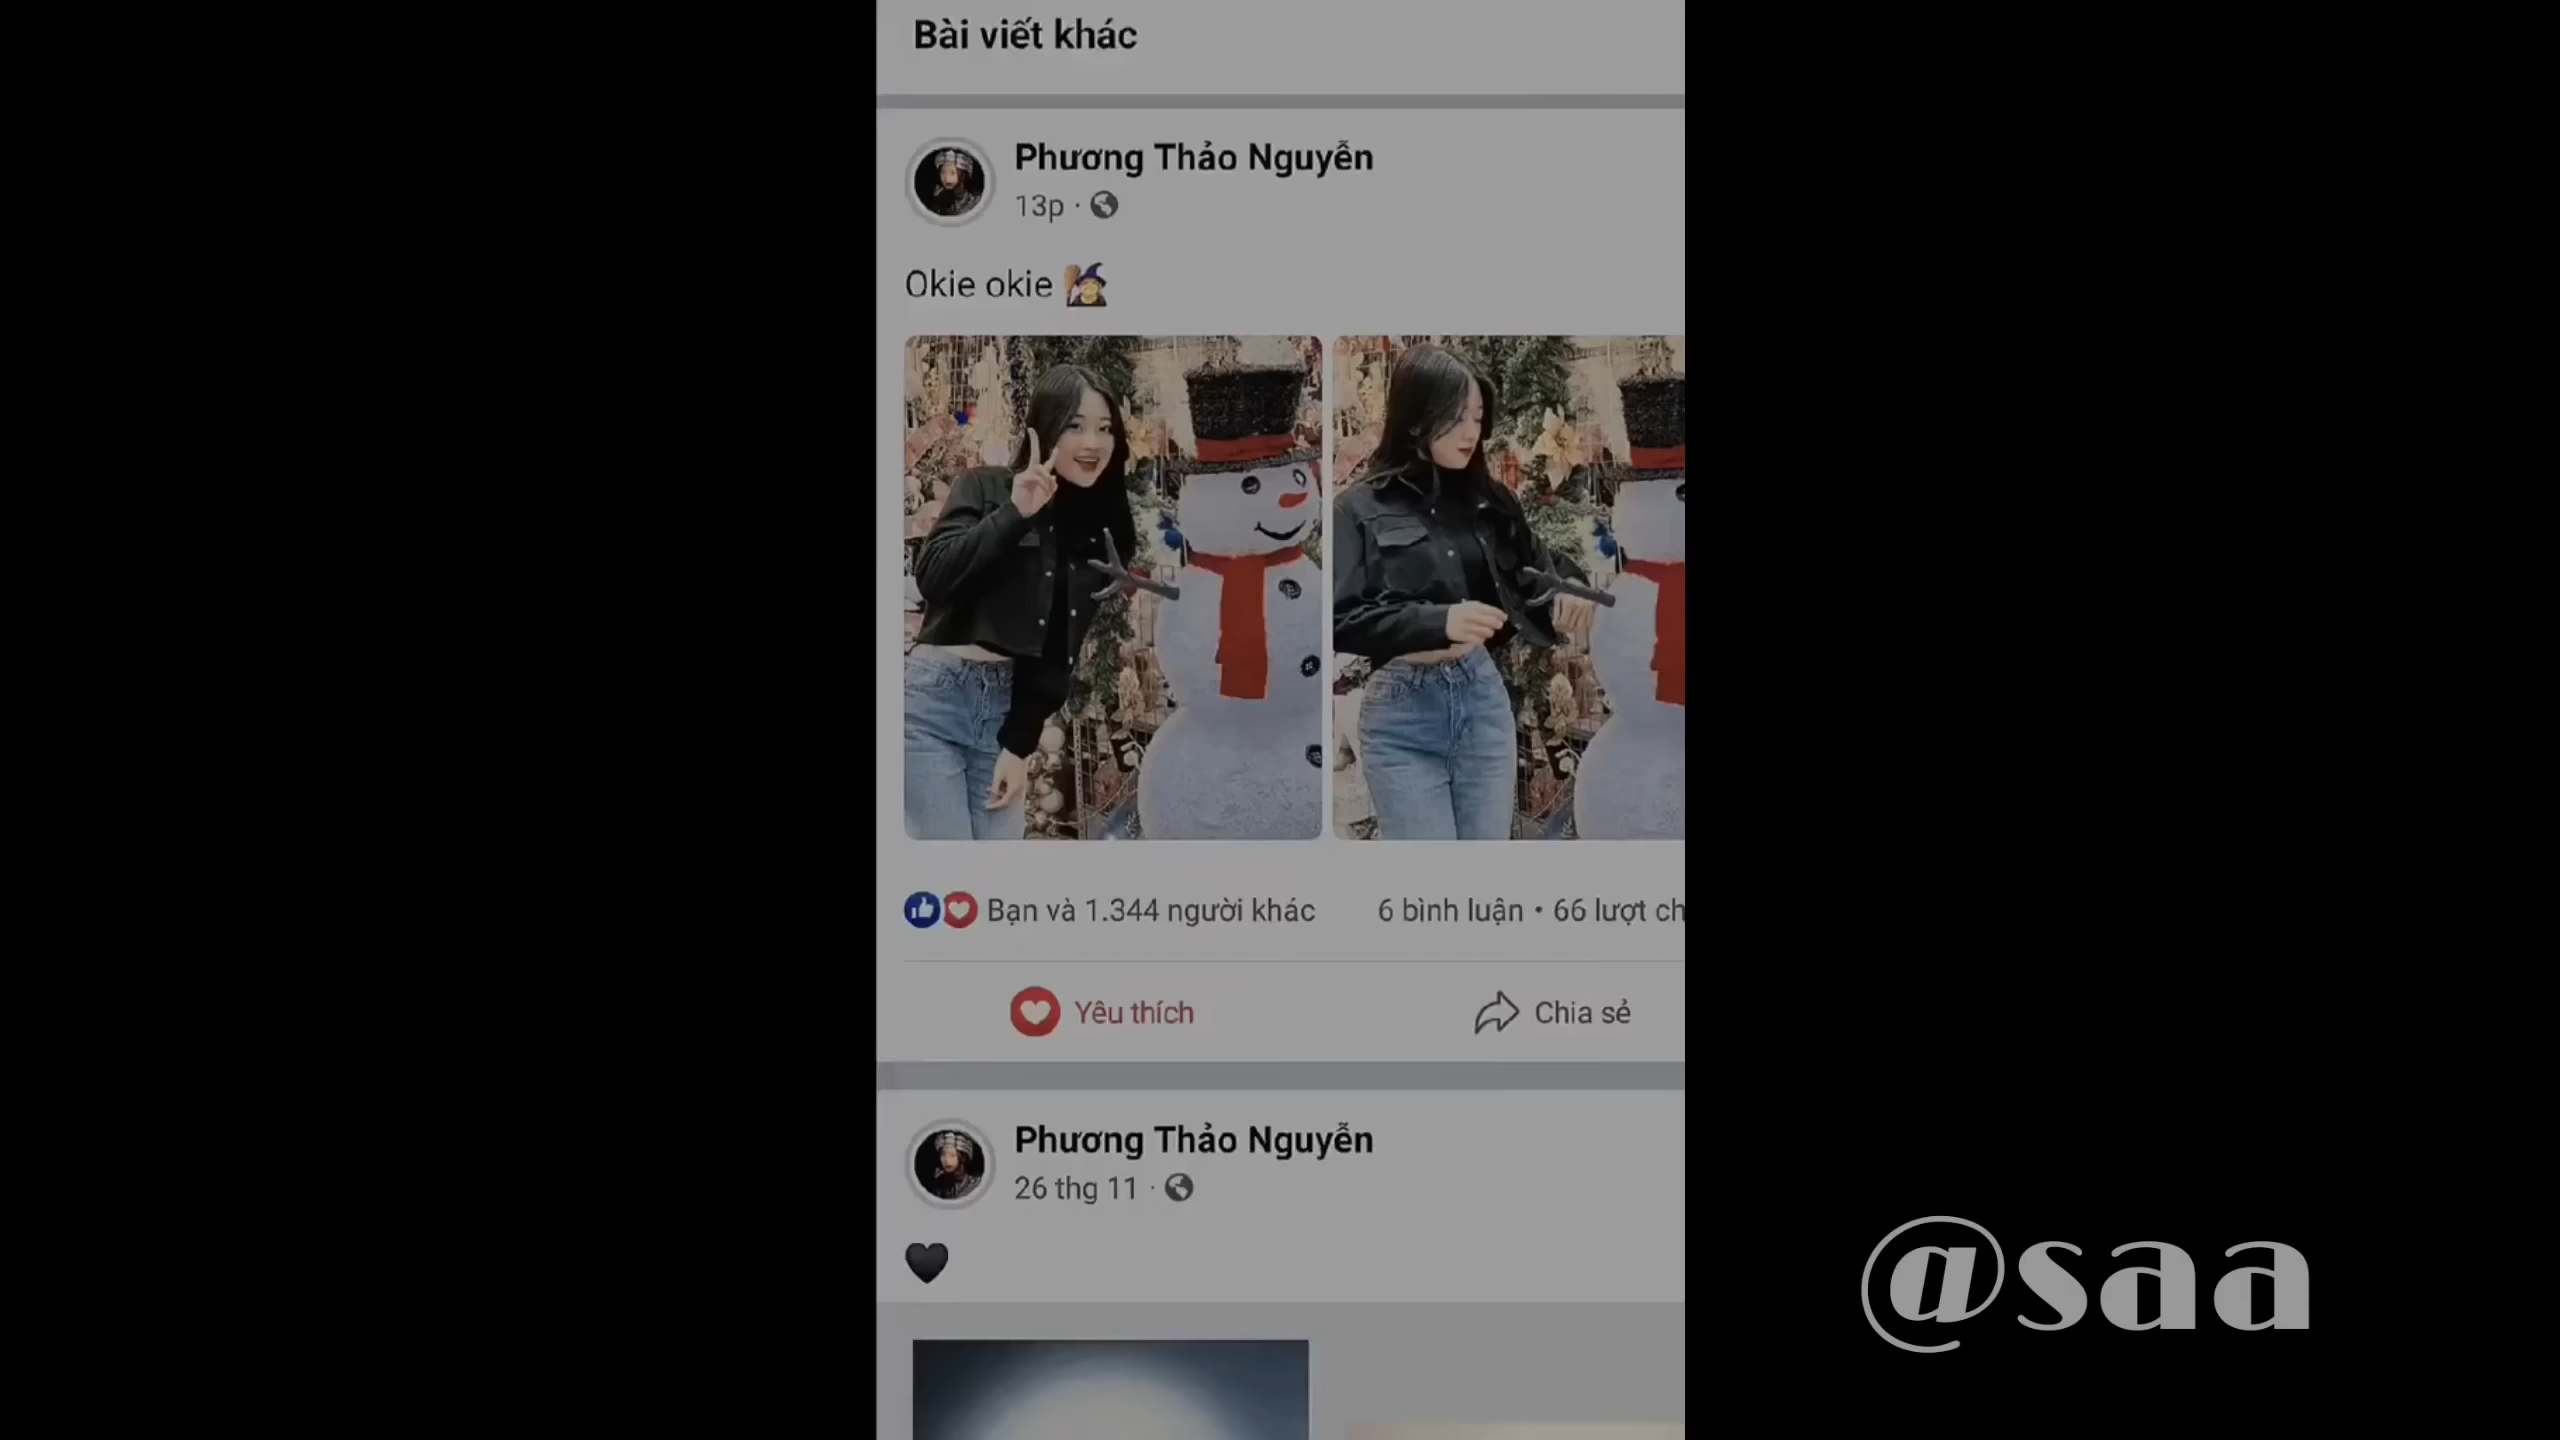 Bài viết khác
Phương Thảo Nguyễn
13p ·
Okie okie
Bạn và 1.344 người khác
6 bình luận • 66 lượt ch
Yêu thích
Chia sẻ
Phương Thảo Nguyễn
26 thg 11 ·
@saa